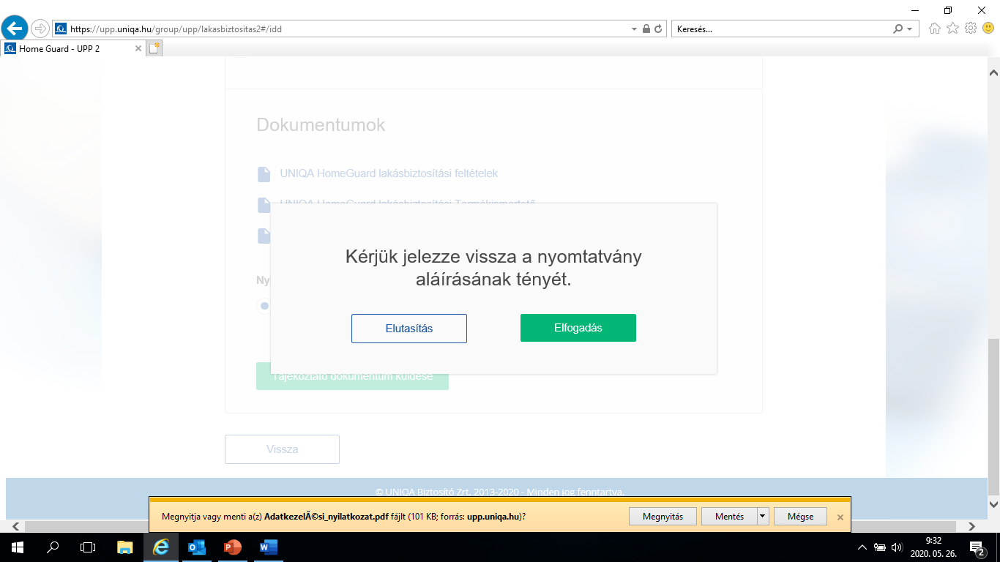 https://upp.uniqa.hu/group/upp/lakasbiztositas2#/idd
Keresés...
Home Guard - UPP 2
Dokumentumok
UNIQA HomeGuard lakásbiztosítási feltételek
UNIQA HomeGuard lakásbiztosítási Termékismertető
Kérjük jelezze vissza a nyomtatvány
aláírásának tényét.
Ny
Elutasítás
Elfogadás
Tájékoztató dokumentum küldése
Vissza
© UNIQA Biztosító Zrt. 2013-2020 - Minden jog fenntartva.
Megnyitja vagy menti a(z) AdatkezelĂ©si_nyilatkozat.pdf fájlt (101 KB; forrás: upp.uniqa.hu)?
Megnyitás
Mentés
Mégse
9:32
2020. 05. 26.
2